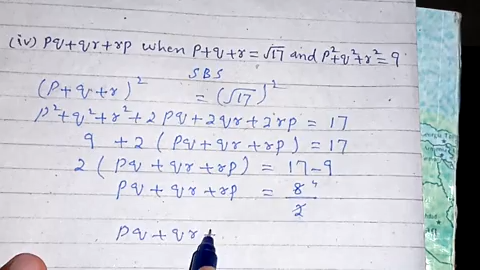 (iv) pq+qr+rp when p+q+r=√17 and p²+q²+r²=9
SBS
(p+q+r)² = (√17)²
p²+q²+r²+2pq+2qr+2rp = 17
9 +2(pq+qr+rp) = 17
2(pq+qr+rp) = 17-9
pq+qr+rp = 8/2 4
pq+qr+